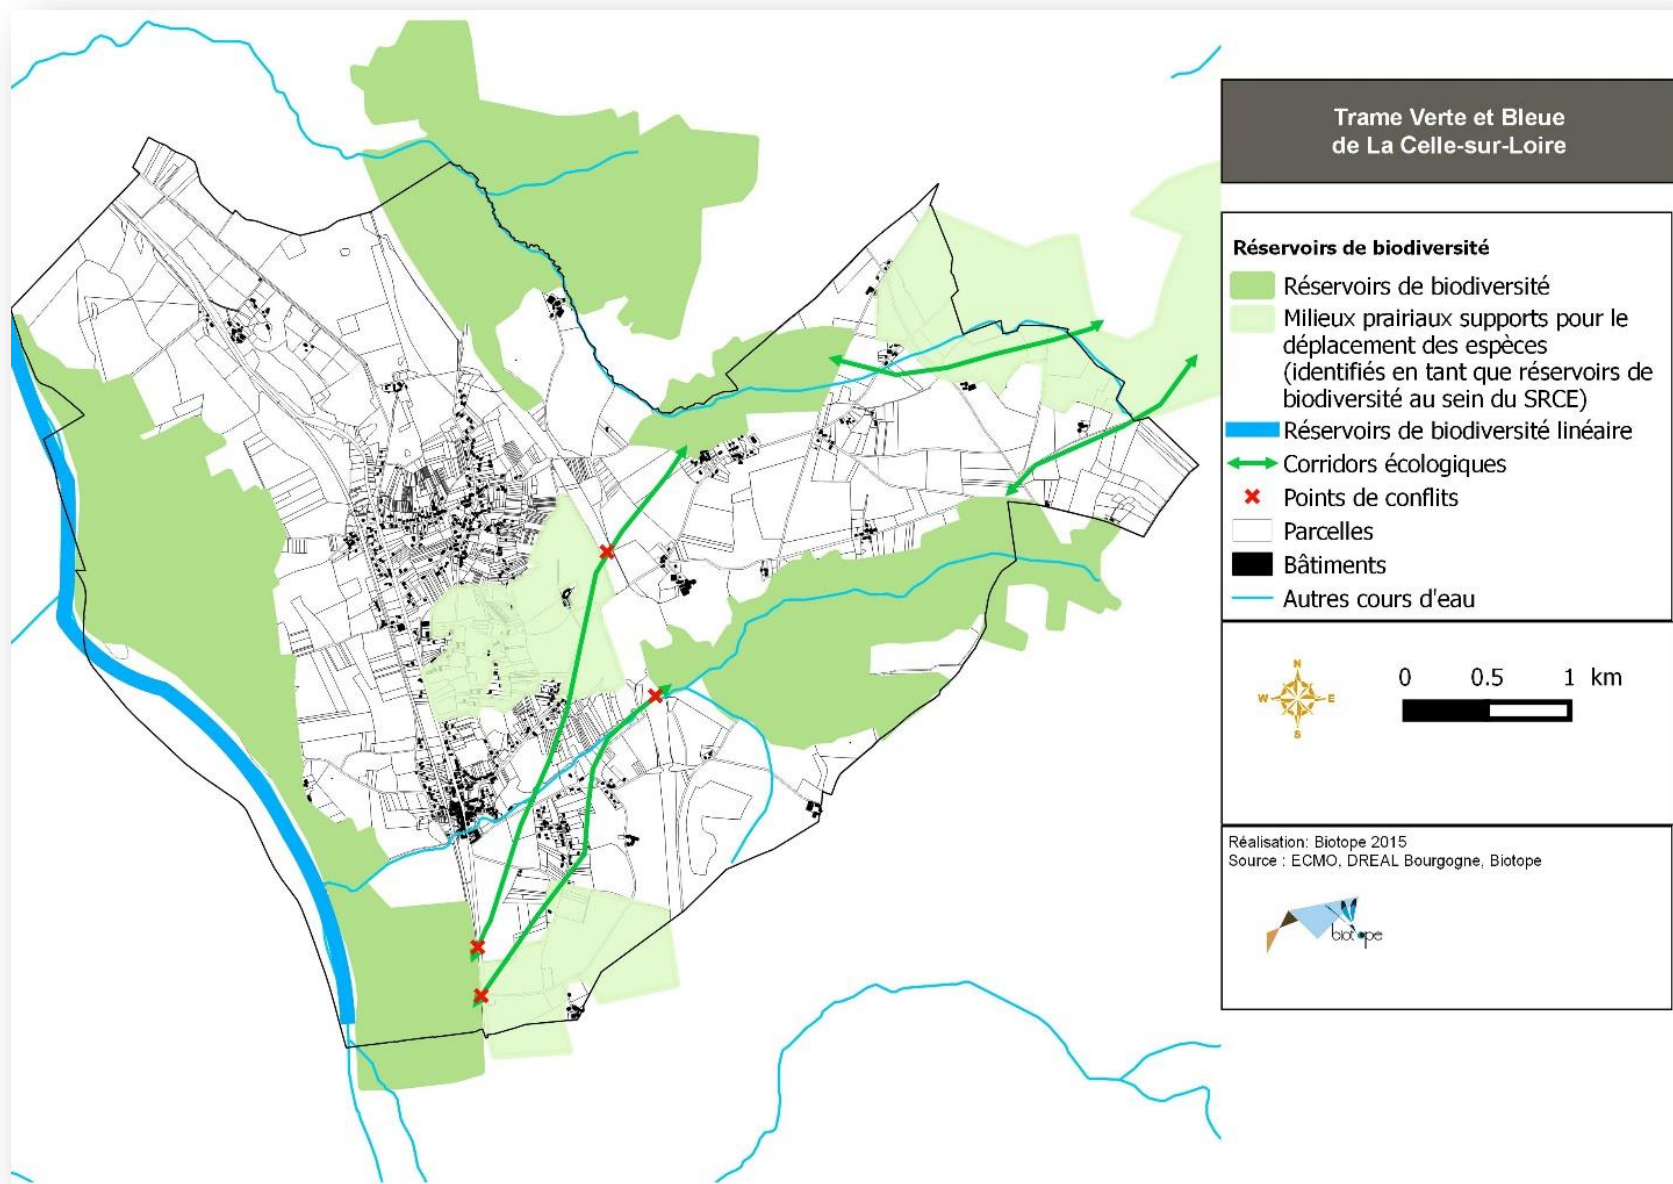 Trame Verte et Bleue
de La Celle-sur-Loire
Réservoirs de biodiversité
Réservoirs de biodiversité
Milieux prairiaux supports pour le
déplacement des espèces
(identifiés en tant que réservoirs de
biodiversité au sein du SRCE)
Réservoirs de biodiversité linéaire
Corridors écologiques
Points de conflits
Parcelles
Bâtiments
Autres cours d'eau
N
W E
S
0 0.5 1 km
Réalisation: Biotope 2015
Source : ECMO, DREAL Bourgogne, Biotope
biotope